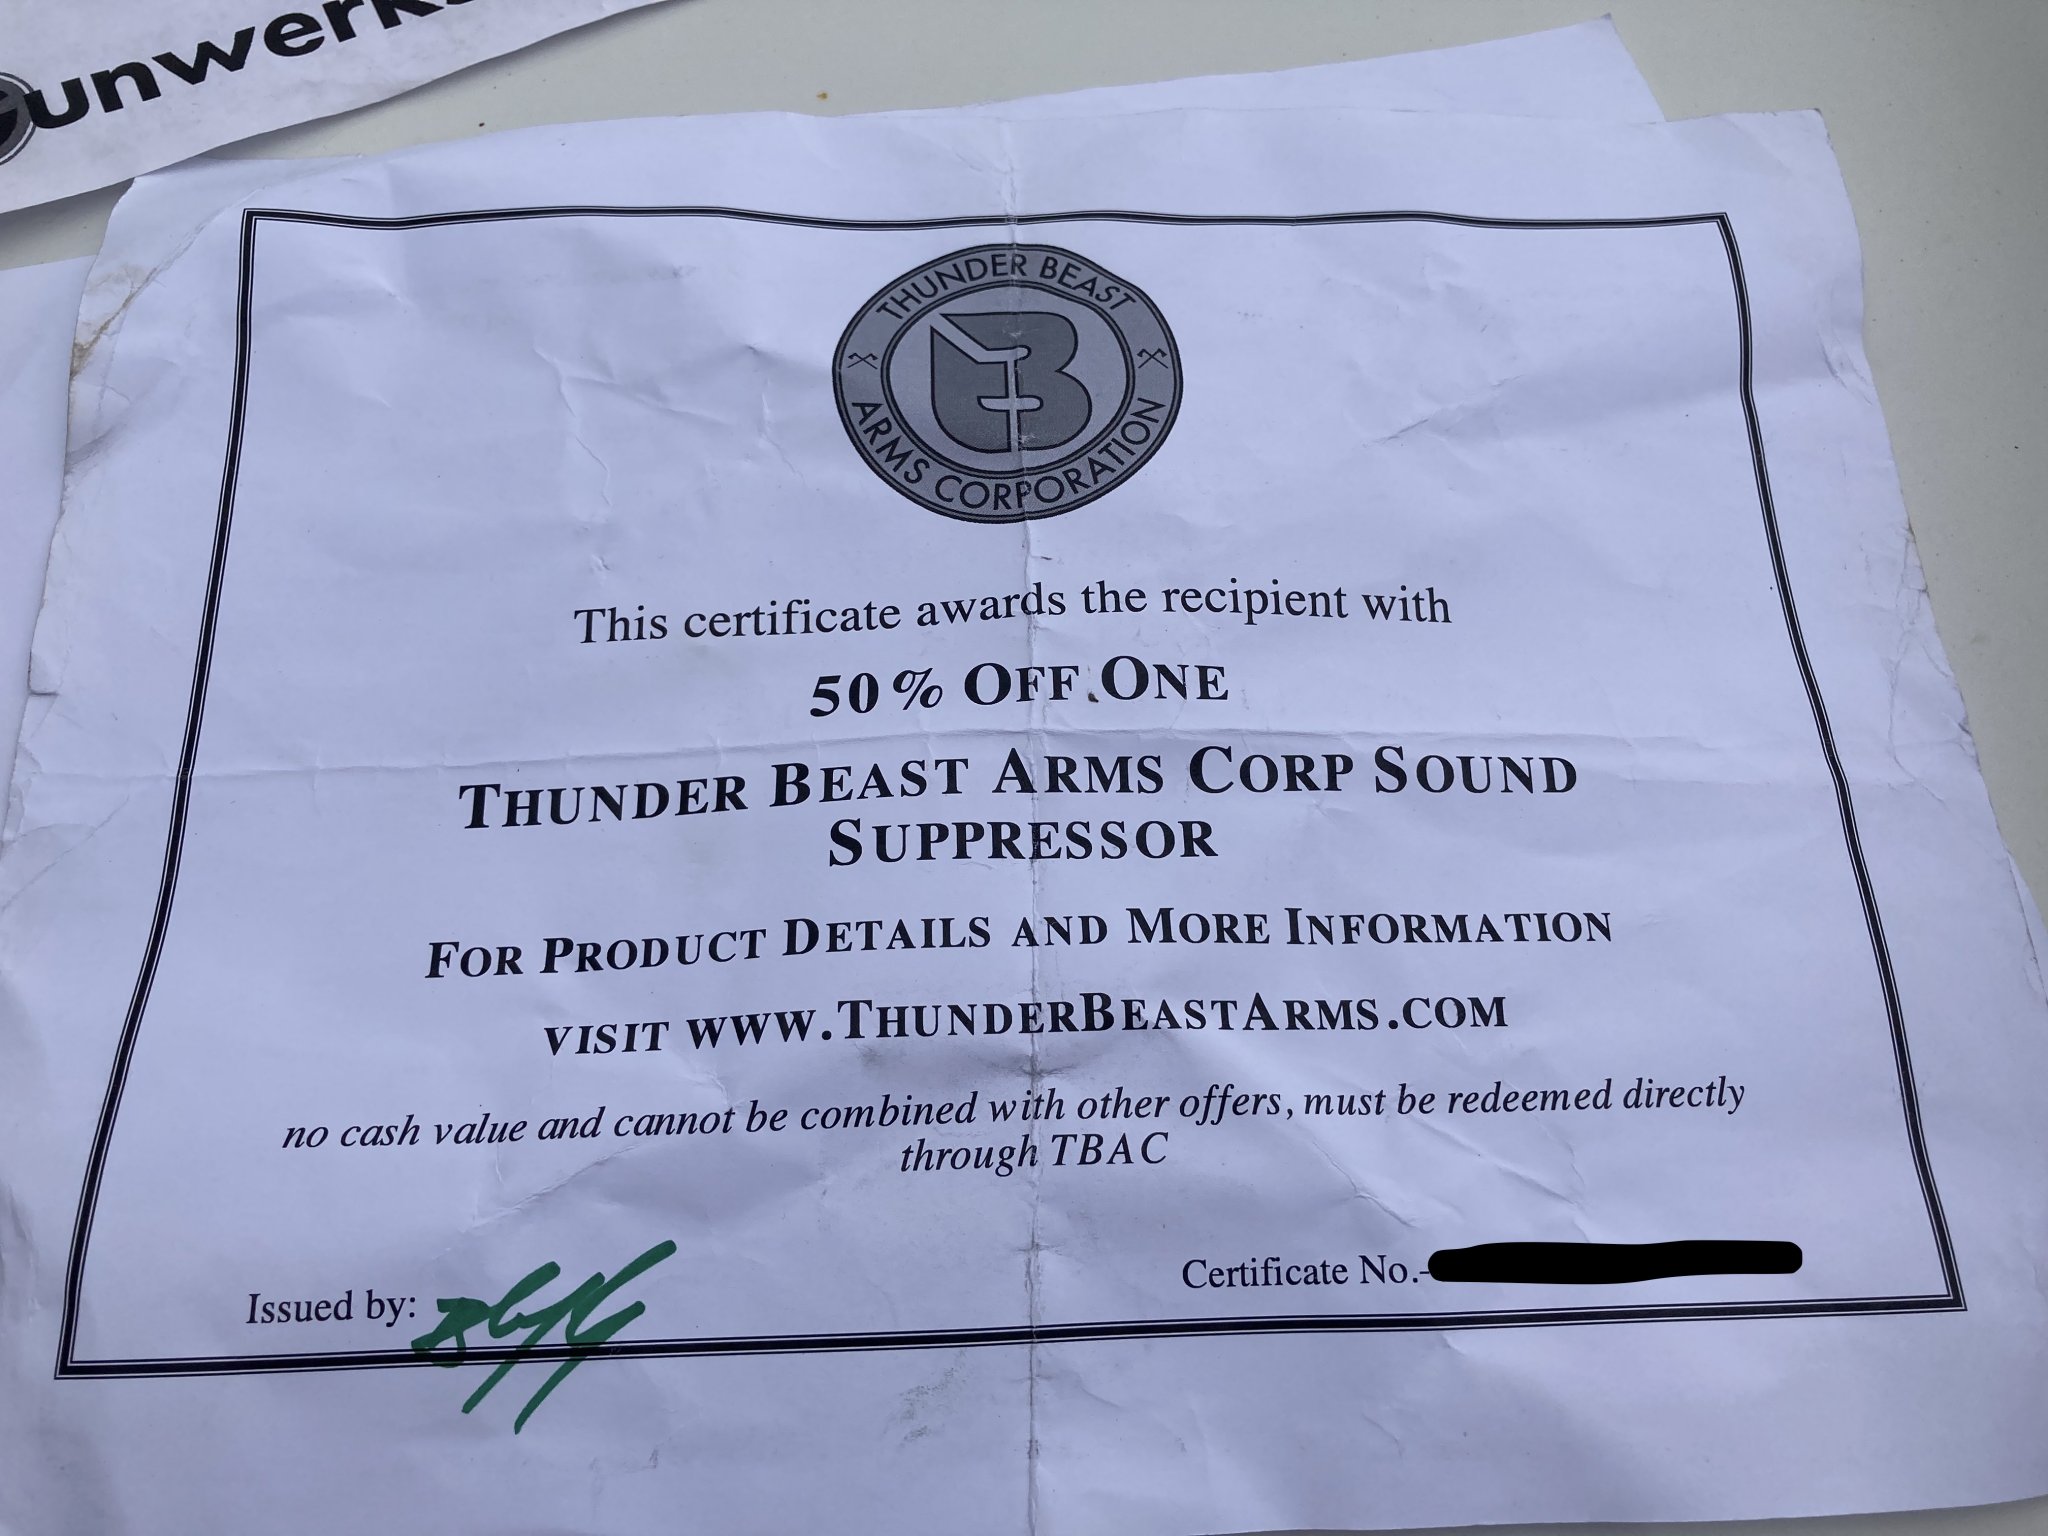 unwerks
THUNDER BEAST
ARMS CORPORATION
This certificate awards the recipient with
50% OFF ONE
THUNDER BEAST ARMS CORP SOUND
SUPPRESSOR
FOR PRODUCT DETAILS AND MORE INFORMATION
VISIT WWW.THUNDERBEASTARMS.COM
no cash value and cannot be combined with other offers, must be redeemed directly
through TBAC
Issued by:
Certificate No.-